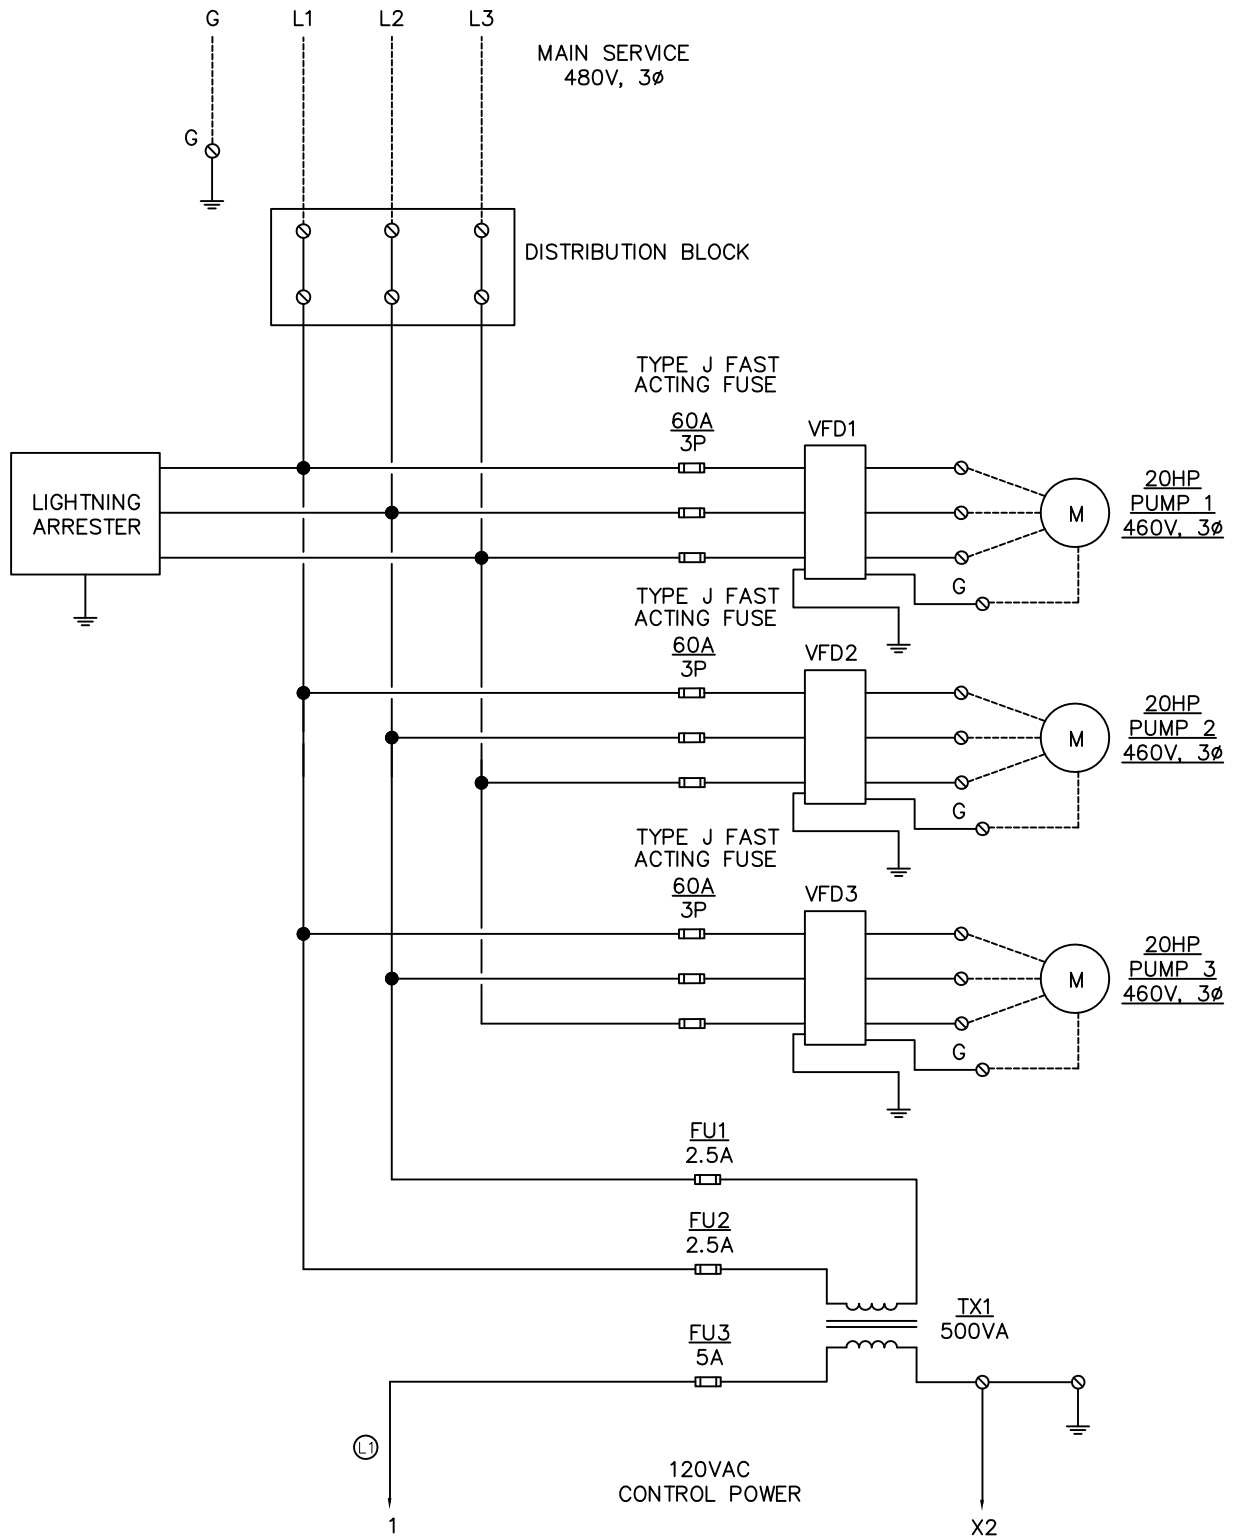 G
L1
L2
L3
MAIN SERVICE
480V, 3ø
G
DISTRIBUTION BLOCK
TYPE J FAST
ACTING FUSE
60A
3P
VFD1
LIGHTNING
ARRESTER
M
20HP
PUMP 1
460V, 3ø
G
TYPE J FAST
ACTING FUSE
60A
3P
VFD2
M
20HP
PUMP 2
460V, 3ø
G
TYPE J FAST
ACTING FUSE
60A
3P
VFD3
M
20HP
PUMP 3
460V, 3ø
G
FU1
2.5A
FU2
2.5A
TX1
500VA
FU3
5A
L1
120VAC
CONTROL POWER
1
X2